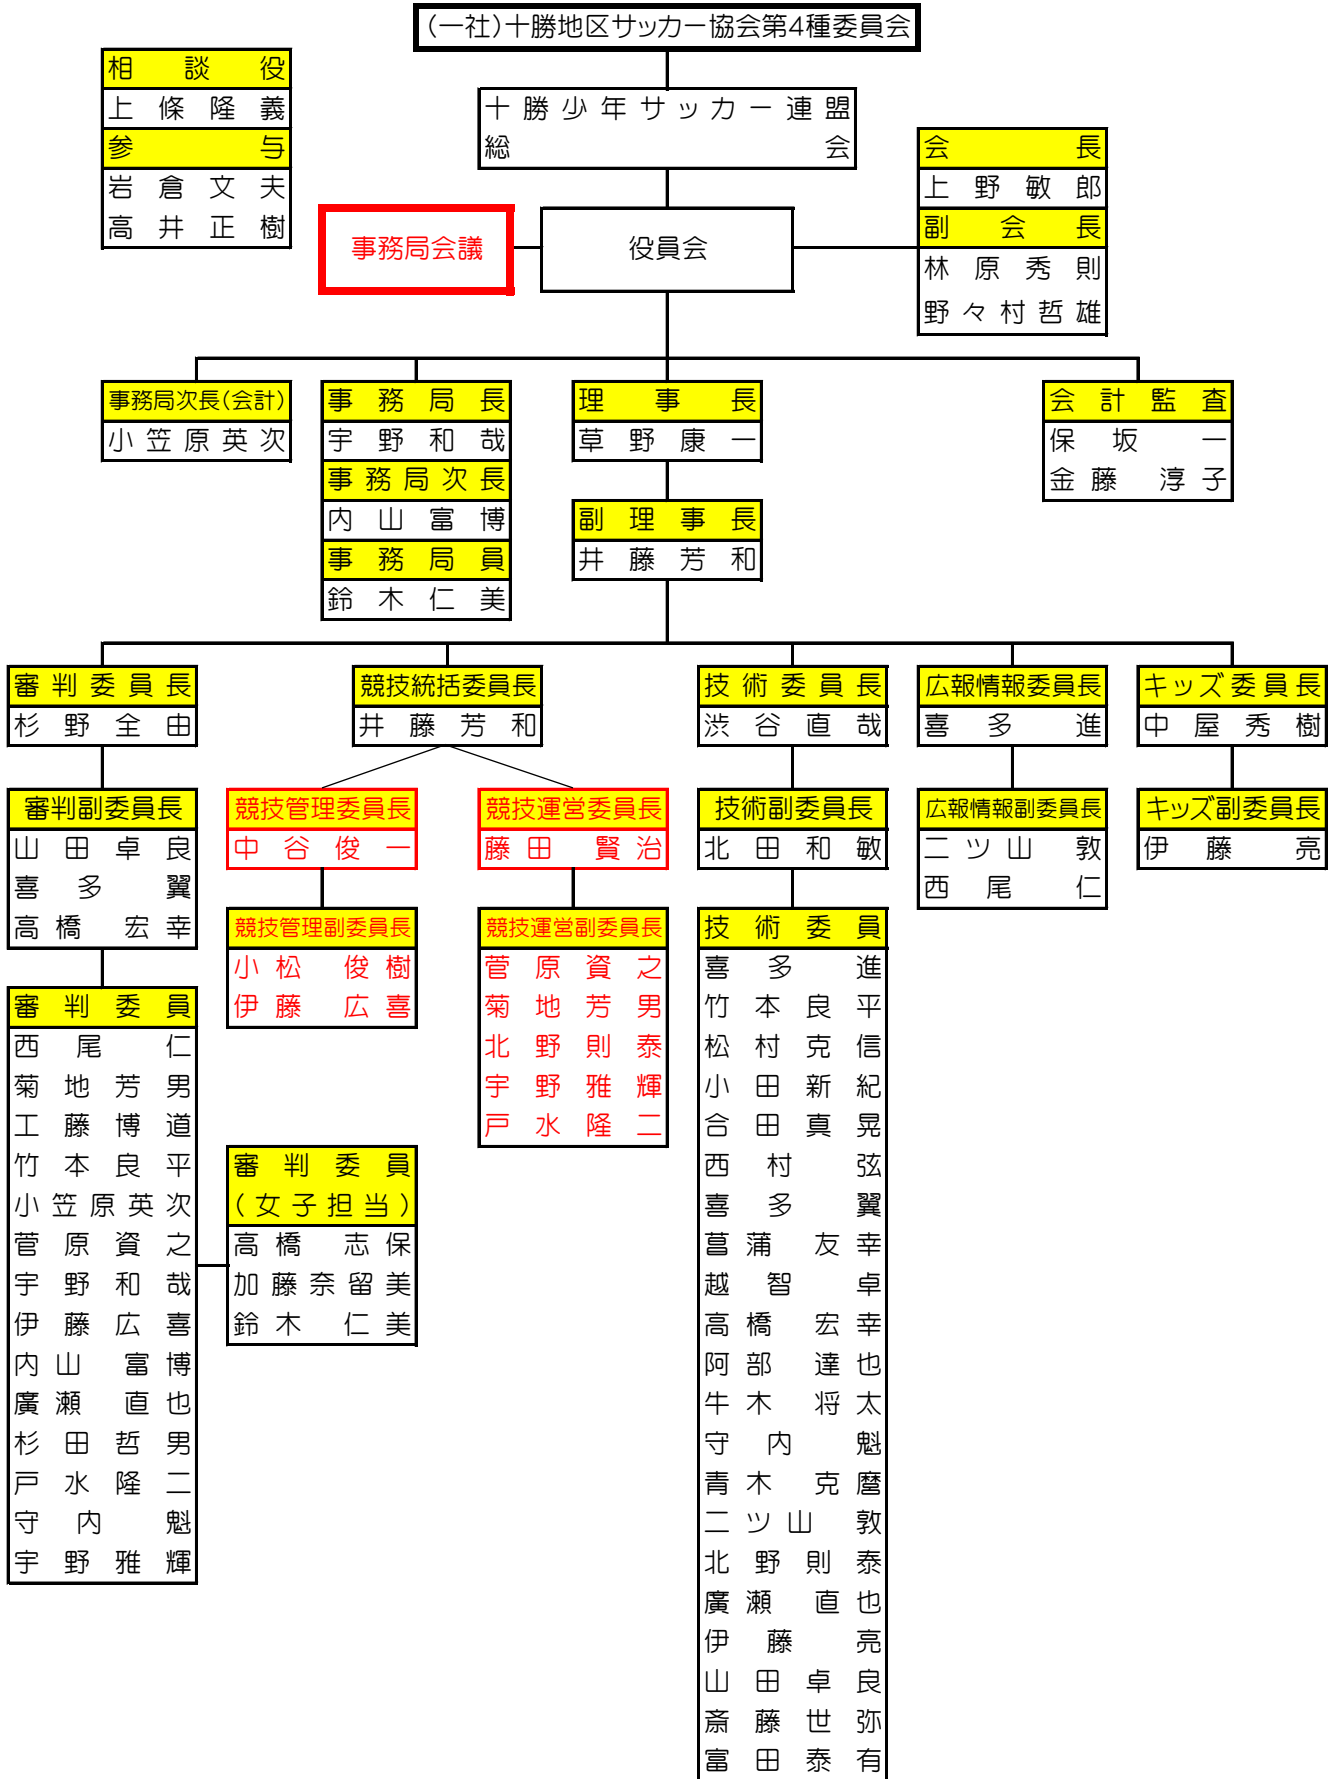 (一社)十勝地区サッカー協会第4種委員会
相談役
上條隆義
参与
岩倉文夫
高井正樹
十勝少年サッカー連盟
総会
会長
上野敏郎
副会長
林原秀則
野々村哲雄
事務局会議
役員会
事務局次長(会計)
小笠原英次
事務局長
宇野和哉
事務局次長
内山富博
事務局員
鈴木仁美
理事長
草野康一
副理事長
井藤芳和
会計監査
保坂一
金藤淳子
審判委員長
杉野全由
審判副委員長
山田卓良
喜多翼
高橋宏幸
審判委員
西尾仁
菊地芳男
工藤博道
竹本良平
小笠原英次
菅原資之
宇野和哉
伊藤広喜
内山富博
廣瀬直也
杉田哲男
戸水隆二
守内魁
宇野雅輝
審判委員
(女子担当)
高橋志保
加藤奈留美
鈴木仁美
競技統括委員長
井藤芳和
競技管理委員長
中谷俊一
競技管理副委員長
小松俊樹
伊藤広喜
競技運営委員長
藤田賢治
競技運営副委員長
菅原資之
菊地芳男
北野則泰
宇野雅輝
戸水隆二
技術委員長
渋谷直哉
技術副委員長
北田和敏
技術委員
喜多進
竹本良平
松村克信
小田新紀
合田真晃
西村弦
喜多翼
菖蒲友幸
越智卓
高橋宏幸
阿部達也
牛木将太
守内魁
青木克麿
二ツ山敦
北野則泰
廣瀬直也
伊藤亮
山田卓良
斎藤世弥
富田泰有
広報情報委員長
喜多進
広報情報副委員長
二ツ山敦
西尾仁
キッズ委員長
中屋秀樹
キッズ副委員長
伊藤亮